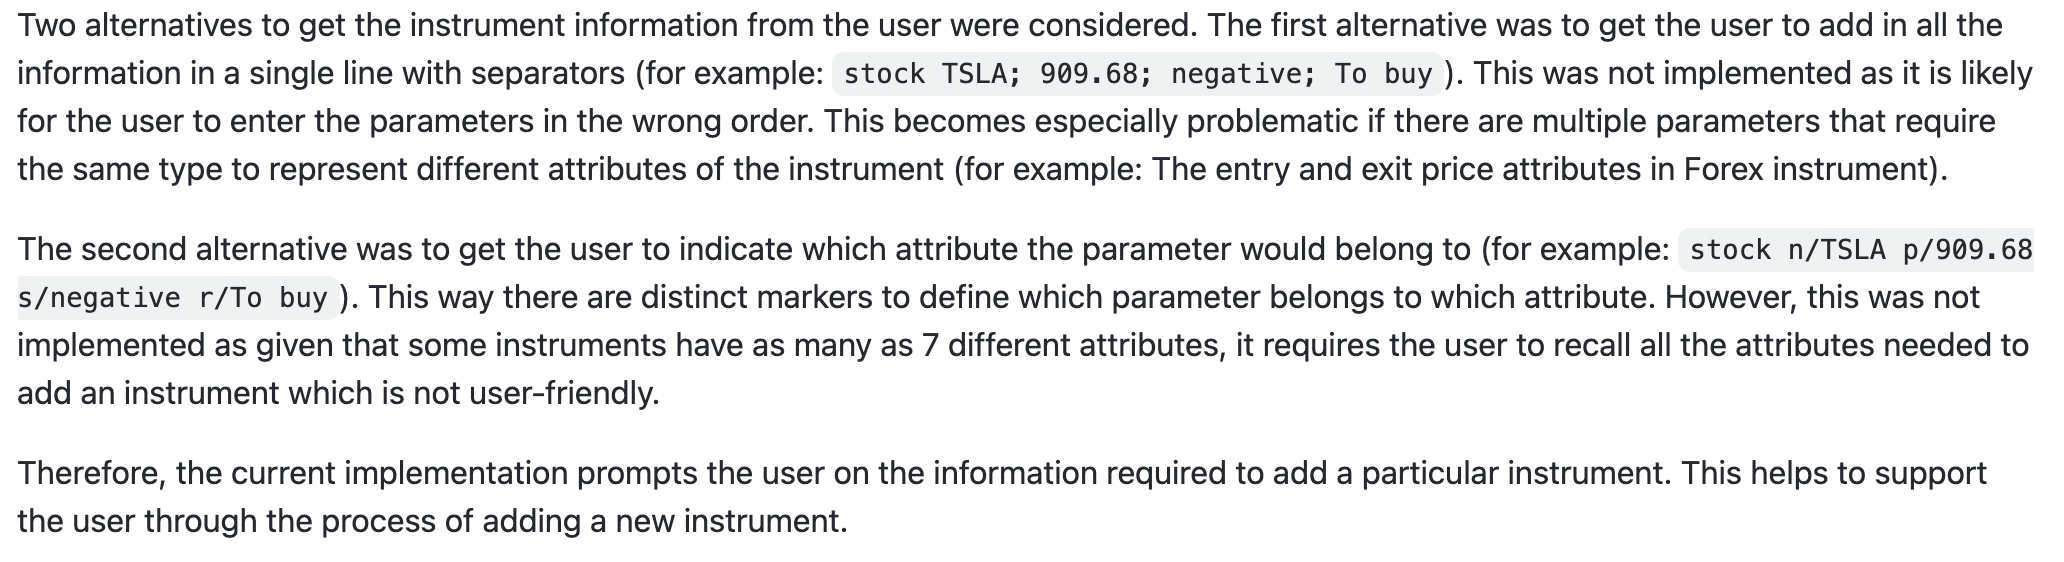 Two alternatives to get the instrument information from the user were considered. The first alternative was to get the user to add in all the
information in a single line with separators (for example: stock TSLA; 909.68; negative; To buy ). This was not implemented as it is likely
for the user to enter the parameters in the wrong order. This becomes especially problematic if there are multiple parameters that require
the same type to represent different attributes of the instrument (for example: The entry and exit price attributes in Forex instrument).
The second alternative was to get the user to indicate which attribute the parameter would belong to (for example: stock n/TSLA p/909.68
s/negative r/To buy ). This way there are distinct markers to define which parameter belongs to which attribute. However, this was not
implemented as given that some instruments have as many as 7 different attributes, it requires the user to recall all the attributes needed to
add an instrument which is not user-friendly.
Therefore, the current implementation prompts the user on the information required to add a particular instrument. This helps to support
the user through the process of adding a new instrument.